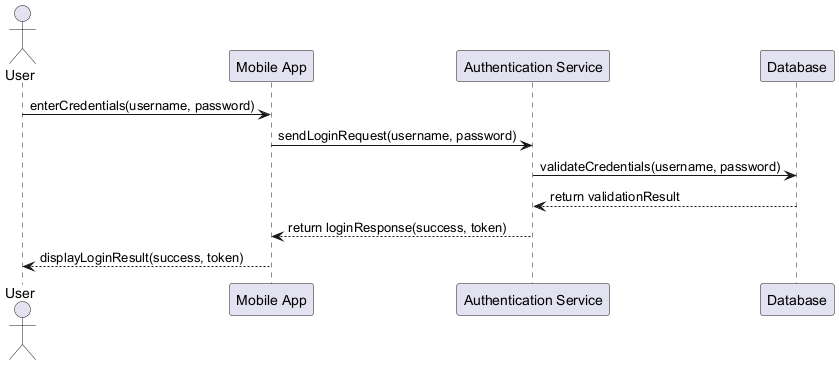 User
Mobile App
Authentication Service
Database
enterCredentials(username, password)
sendLoginRequest(username, password)
validateCredentials(username, password)
return validationResult
return loginResponse(success, token)
displayLoginResult(success, token)
User
Mobile App
Authentication Service
Database